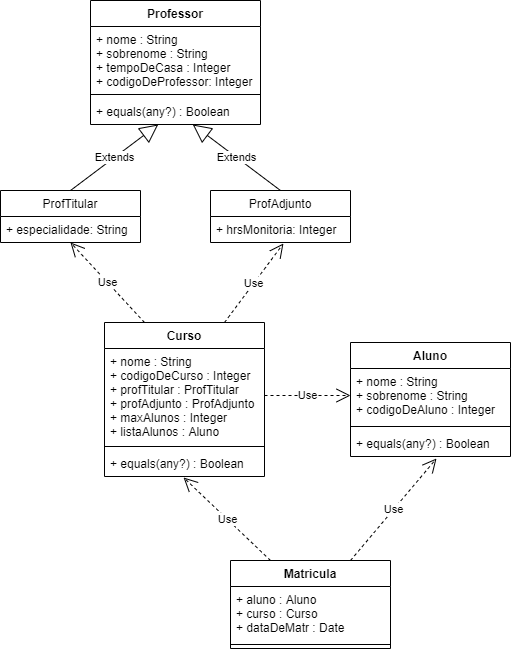 Professor
+ nome : String
+ sobrenome : String
+ tempoDeCasa : Integer
+ codigoDeProfessor: Integer
+ equals(any?) : Boolean
Extends
Extends
ProfTitular
+ especialidade: String
ProfAdjunto
+ hrsMonitoria: Integer
Use
Use
Curso
+ nome : String
+ codigoDeCurso : Integer
+ profTitular : ProfTitular
+ profAdjunto : ProfAdjunto
+ maxAlunos : Integer
+ listaAlunos : Aluno
+ equals(any?) : Boolean
Use
Aluno
+ nome : String
+ sobrenome : String
+ codigoDeAluno : Integer
+ equals(any?) : Boolean
Use
Use
Matricula
+ aluno : Aluno
+ curso : Curso
+ dataDeMatr : Date